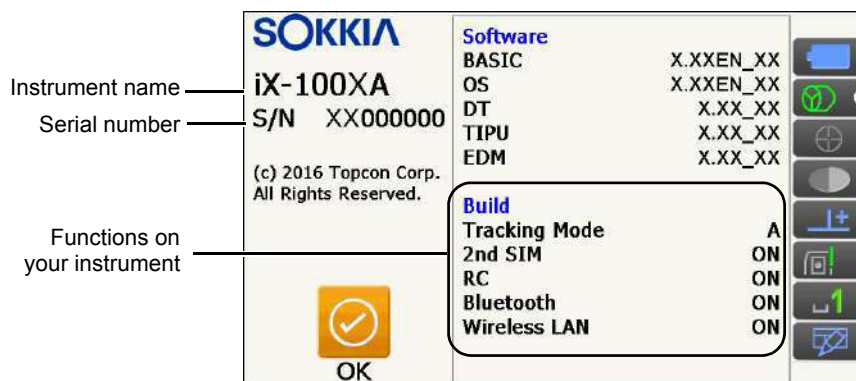 SOKKIA
Instrument name
iX-100XA
Serial number
S/N XX000000
(c) 2016 Topcon Corp.
All Rights Reserved.
Functions on
your instrument
OK
Software
BASIC X.XXEN_XX
OS X.XXEN_XX
DT X.XX_XX
TIPU X.XX_XX
EDM X.XX_XX
Build
Tracking Mode A
2nd SIM ON
RC ON
Bluetooth ON
Wireless LAN ON
1